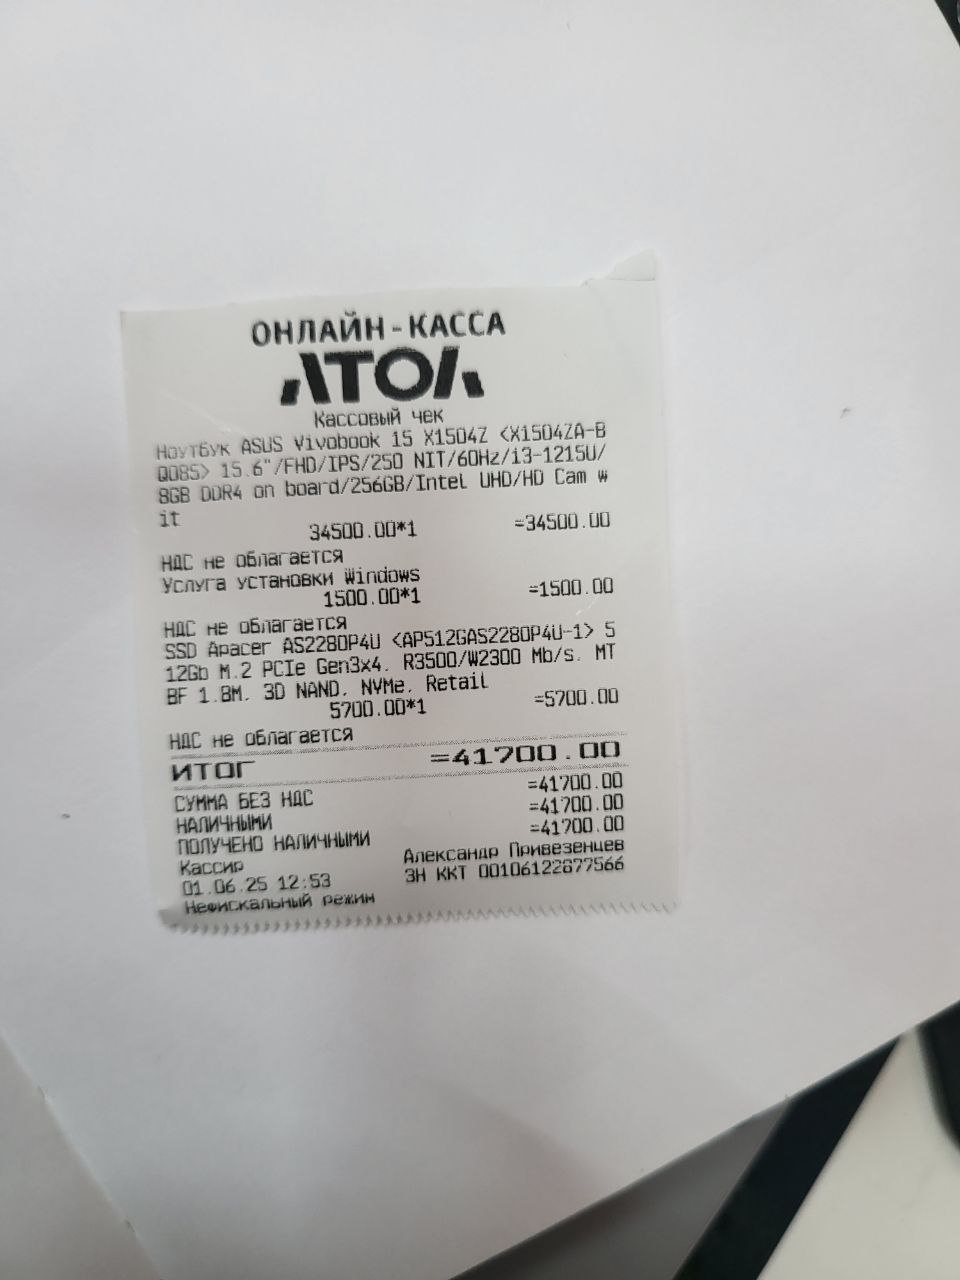 ОНЛАЙН-КАССА
АТОЛ
Кассовый чек
Ноутбук ASUS Vivobook 15 X1504Z <X1504ZA-B
Q085> 15.6"/FHD/IPS/250 NIT/60Hz/i3-1215U/
8GB DDR4 on board/256GB/Intel UHD/HD Cam w
it
34500.00*1 =34500.00
НДС не облагается
Услуга установки Windows
1500.00*1 =1500.00
НДС не облагается
SSD Apacer AS2280P4U <AP512GAS2280P4U-1> 5
12Gb M.2 PCIe Gen3x4, R3500/W2300 Mb/s. MT
BF 1.8M, 3D NAND, NVMe, Retail
5700.00*1 =5700.00
НДС не облагается
ИТОГ =41700.00
СУММА БЕЗ НДС =41700.00
НАЛИЧНЫМИ =41700.00
ПОЛУЧЕНО НАЛИЧНЫМИ =41700.00
Кассир Александр Привезенцев
01.06.25 12:53 ЗН ККТ 00106122877566
Нефискальный режим